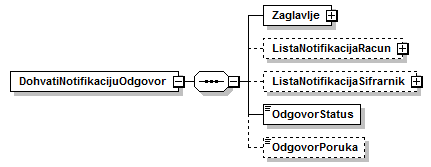 Zaglavlje
ListaNotifikacijaRacun
DohvatiNotifikacijuOdgovor
ListaNotifikacijaSifrarnik
OdgovorStatus
OdgovorPoruka